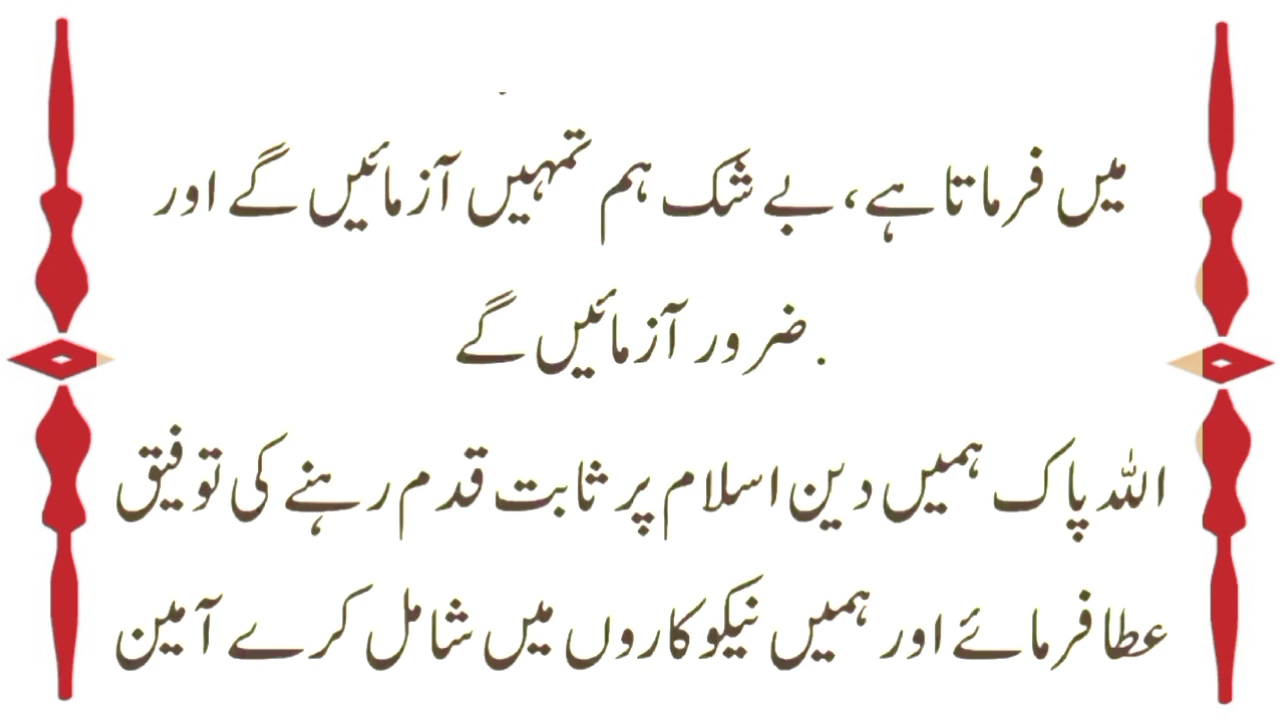 میں فرماتا ہے، بے شک ہم تمہیں آزمائیں گے اور
ضرور آزمائیں گے.
اللہ پاک ہمیں دین اسلام پر ثابت قدم رہنے کی توفیق
عطا فرمائے اور ہمیں نیکوکاروں میں شامل کرے آمین